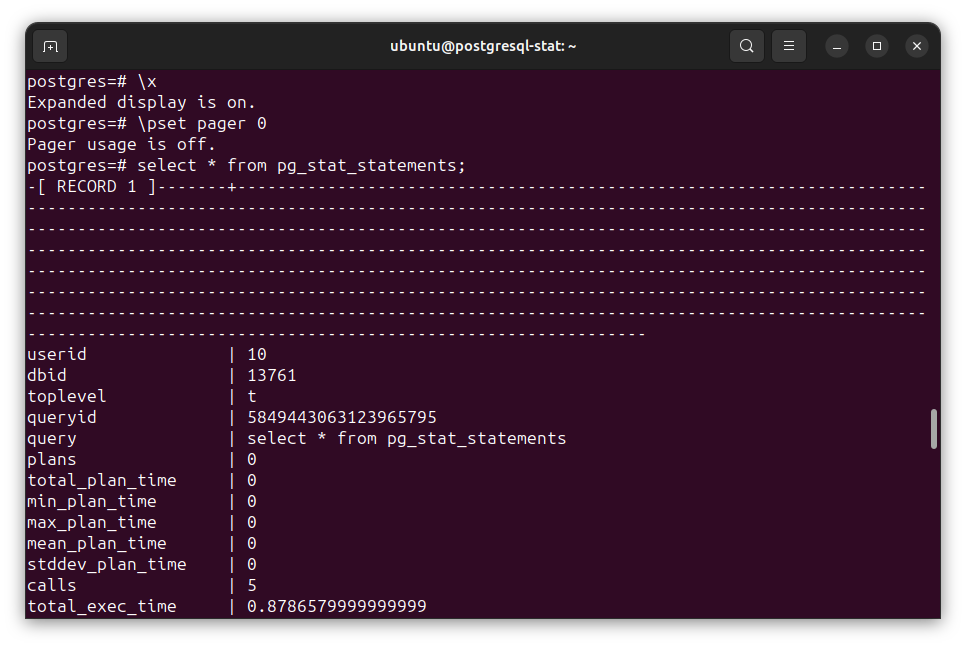 ubuntu@postgresql-stat: ~
postgres=# \x
Expanded display is on.
postgres=# \pset pager 0
Pager usage is off.
postgres=# select * from pg_stat_statements;
-[ RECORD 1 ]-------+---------------------------------------------------------------------
------------------------------------------------------------------------------------------
------------------------------------------------------------------------------------------
------------------------------------------------------------------------------------------
------------------------------------------------------------------------------------------
------------------------------------------------------------------------------------------
------------------------------------------------------------------------------------------
--------------------------------------------------------------
userid              | 10
dbid                | 13761
toplevel            | t
queryid             | 5849443063123965795
query               | select * from pg_stat_statements
plans               | 0
total_plan_time     | 0
min_plan_time       | 0
max_plan_time       | 0
mean_plan_time      | 0
stddev_plan_time    | 0
calls               | 5
total_exec_time     | 0.8786579999999999